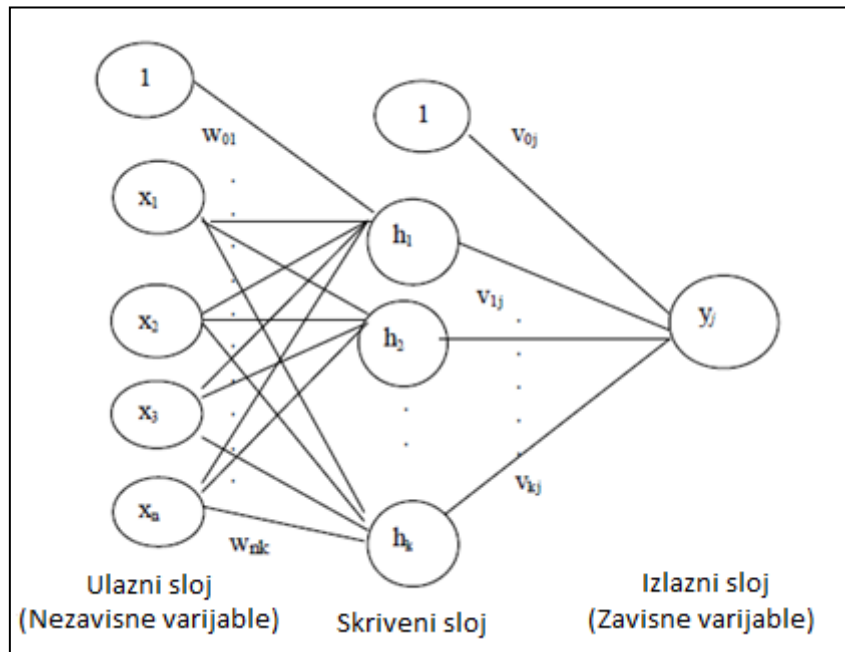 1
w01
x1
x2
x3
xn
wnk
1
h1
h2
hk
v0j
v1j
vkj
yj
Ulazni sloj
(Nezavisne varijable)
Skriveni sloj
Izlazni sloj
(Zavisne varijable)